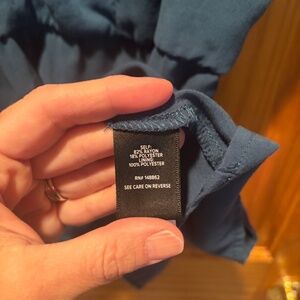 SELF:
82% RAYON
18% POLYESTER
LINING:
100% POLYESTER
RN# 148862
SEE CARE ON REVERSE